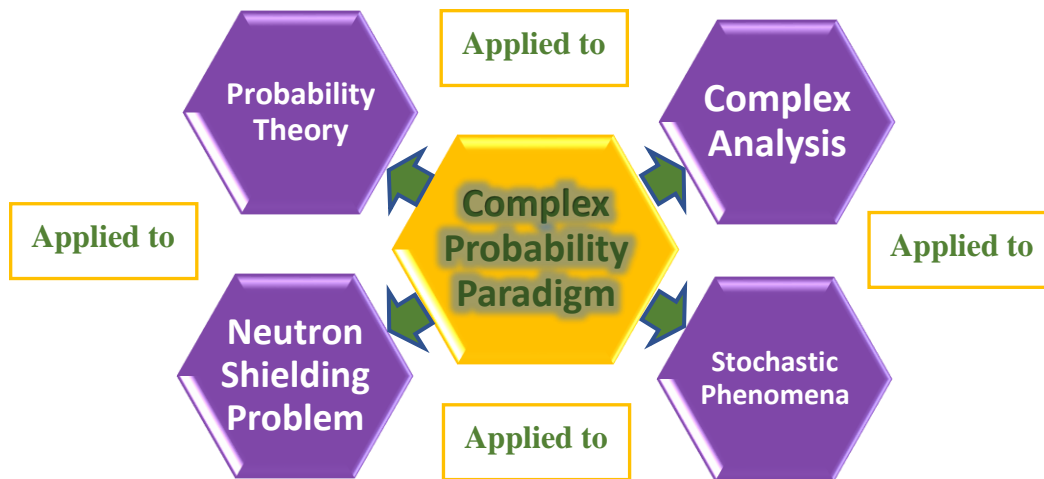 Applied to
Probability
Theory
Complex
Analysis
Complex
Probability
Paradigm
Applied to
Applied to
Neutron
Shielding
Problem
Stochastic
Phenomena
Applied to